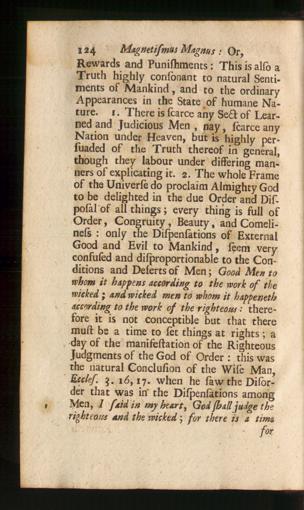 124 Magnetiſmus Magnus: Or,
Rewards and Puniſhments: This is alſo a
Truth highly conſonant to natural Senti-
ments of Mankind, and to the ordinary
Appearances in the State of humane Na-
ture. 1. There is ſcarce any Sect of Lear-
ned and Judicious Men, nay, ſcarce any
Nation under Heaven, but is highly per-
ſuaded of the Truth thereof in general,
though they labour under differing man-
ners of explicating it. 2. The whole Frame
of the Univerſe do proclaim Almighty God
to be delighted in the due Order and Diſ-
poſal of all things; every thing is full of
Order, Congruity, Beauty, and Comeli-
neſs: only the Diſpenſations of External
Good and Evil to Mankind, ſeem very
confuſed and diſproportionable to the Con-
ditions and Deſerts of Men; Good Men to
whom it happens according to the work of the
wicked; and wicked men to whom it happeneth
according to the work of the righteous: there-
fore it is not conceptible but that there
muſt be a time to ſet things at rights; a
day of the manifeſtation of the Righteous
Judgments of the God of Order: this was
the natural Concluſion of the Wiſe Man,
Eccleſ. 3. 16, 17. when he ſaw the Diſor-
der that was in the Diſpenſations among
Men, I ſaid in my heart, God ſhall judge the
righteous and the wicked; for there is a time
for